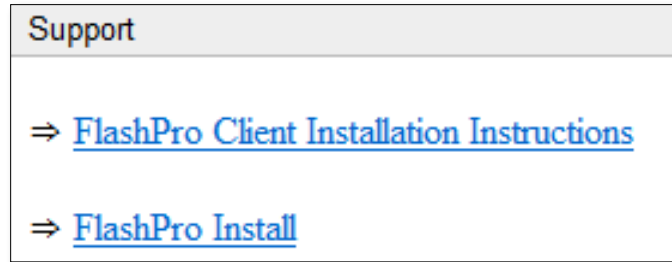 Support
⇒ FlashPro Client Installation Instructions
⇒ FlashPro Install